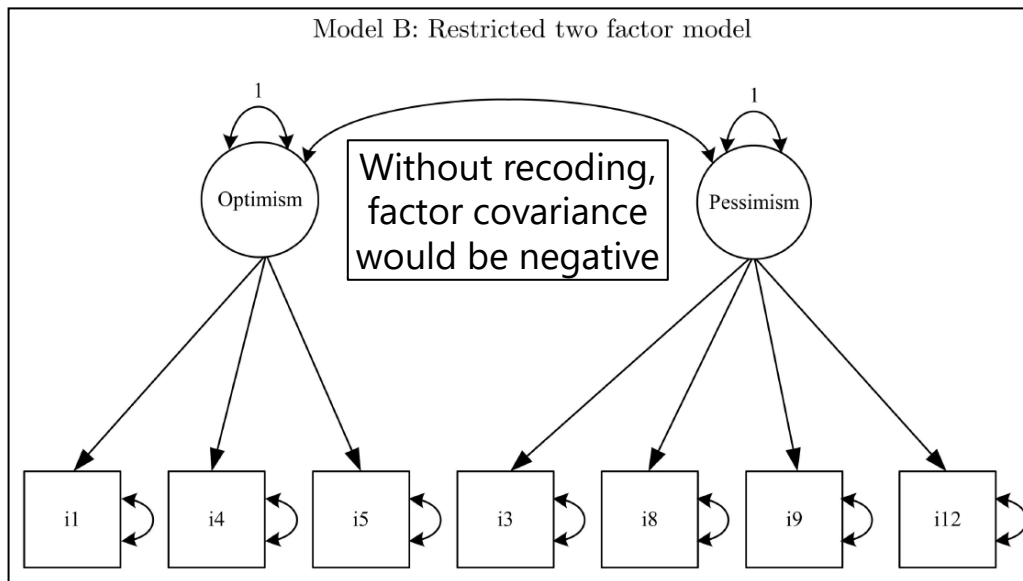 Model B: Restricted two factor model
1
1
Optimism
Without recoding,
factor covariance
would be negative
Pessimism
i1
i4
i5
i3
i8
i9
i12